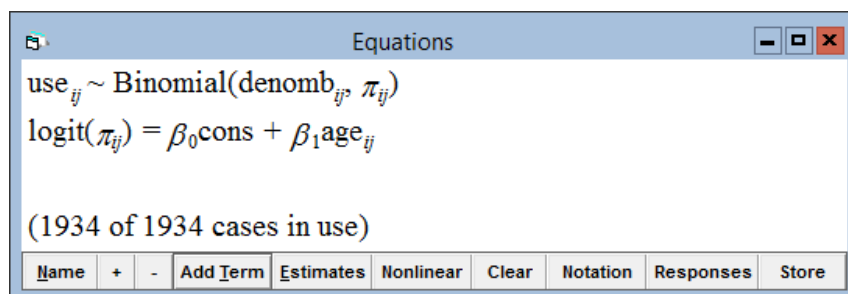 Equations
use_ij ~ Binomial(denomb_ij, π_ij)
logit(π_ij) = β_0cons + β_1age_ij
(1934 of 1934 cases in use)
Name + - Add Term Estimates Nonlinear Clear Notation Responses Store